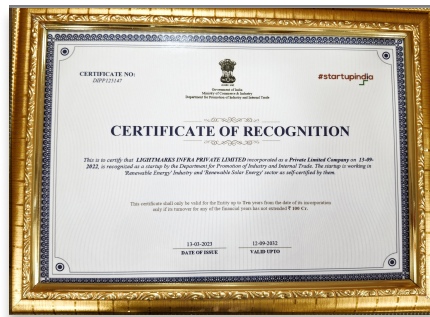 CERTIFICATE NO:
DIPP123147
#startupindia
Government of India
Ministry of Commerce & Industry
Department for Promotion of Industry and Internal Trade
CERTIFICATE OF RECOGNITION
This is to certify that LIGHTMARKS INFRA PRIVATE LIMITED incorporated as a Private Limited Company on 13-09-
2022, is recognized as a startup by the Department for Promotion of Industry and Internal Trade. The startup is working in
'Renewable Energy' Industry and 'Renewable Solar Energy' sector as self-certified by them.
This certificate shall only be valid for the Entity up to Ten years from the date of its incorporation
only if its turnover for any of the financial years has not exceeded ₹ 100 Cr.
13-03-2023
12-09-2032
DATE OF ISSUE
VALID UPTO